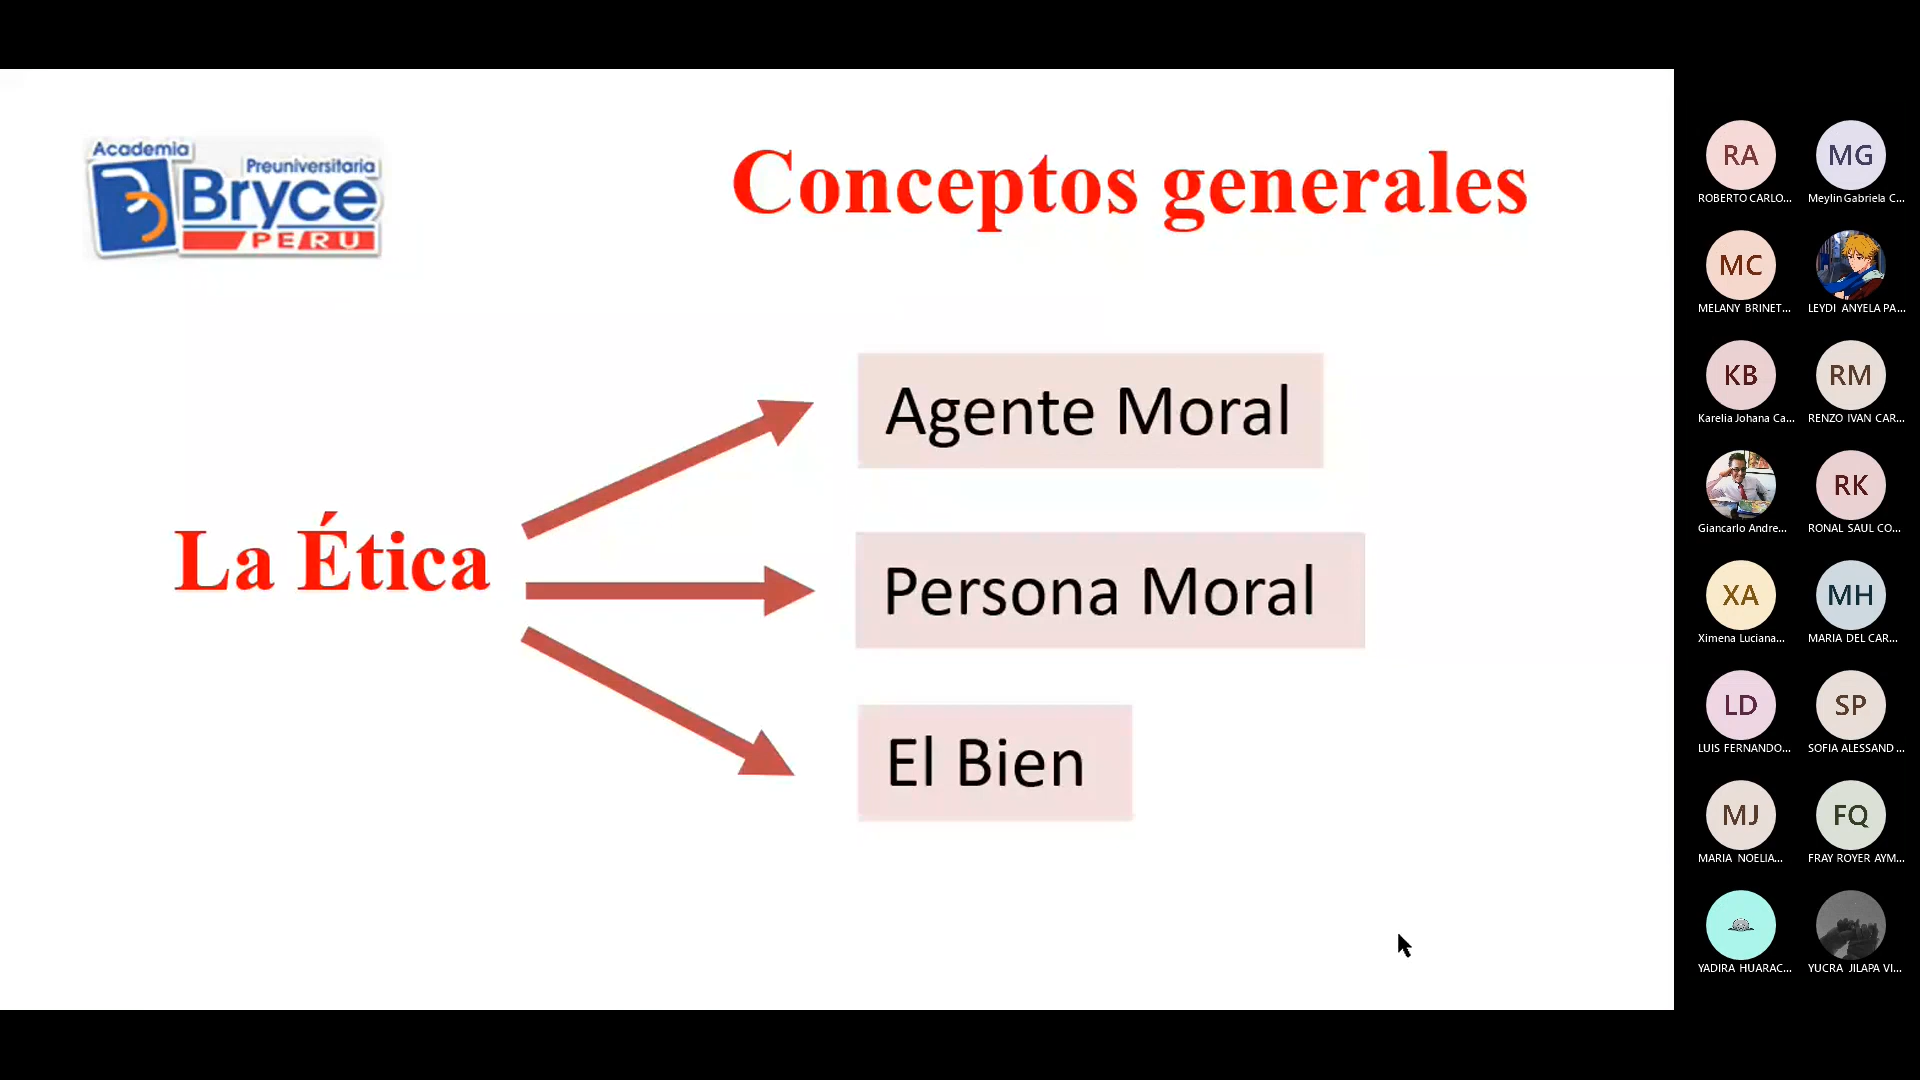 Academia
Preuniversitaria
Bryce
PERU
Conceptos generales
La Ética
Agente Moral
Persona Moral
El Bien
RA
MG
ROBERTO CARLO...
Meylin Gabriela C...
MC
MELANY BRINET...
LEYDI ANYELA PA...
KB
RM
Karelia Johana Ca...
RENZO IVAN CAR...
RK
Giancarlo Andre...
RONAL SAUL CO...
XA
MH
Ximena Luciana...
MARIA DEL CAR...
LD
SP
LUIS FERNANDO...
SOFIA ALESSAND...
MJ
FQ
MARIA NOELIA...
FRAY ROYER AYM...
YADIRA HUARAC...
YUCRA JILAPA VI...